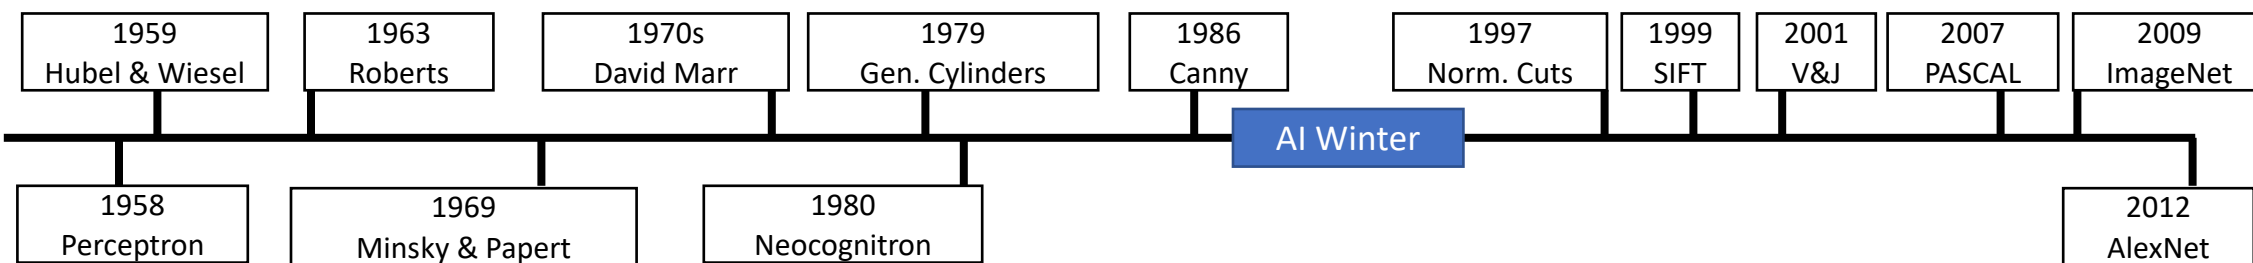 1959
Hubel & Wiesel
1963
Roberts
1970s
David Marr
1979
Gen. Cylinders
1986
Canny
1997
Norm. Cuts
1999
SIFT
2001
V&J
2007
PASCAL
2009
ImageNet
AI Winter
1958
Perceptron
1969
Minsky & Papert
1980
Neocognitron
2012
AlexNet